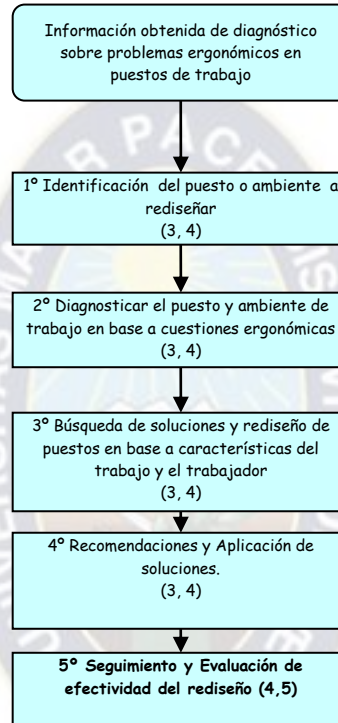 Información obtenida de diagnóstico
sobre problemas ergonómicos en
puestos de trabajo
1º Identificación del puesto o ambiente a
rediseñar
(3, 4)
2º Diagnosticar el puesto y ambiente de
trabajo en base a cuestiones ergonómicas
(3, 4)
3º Búsqueda de soluciones y rediseño de
puestos en base a características del
trabajo y el trabajador
(3, 4)
4º Recomendaciones y Aplicación de
soluciones.
(3, 4)
5º Seguimiento y Evaluación de
efectividad del rediseño (4,5)